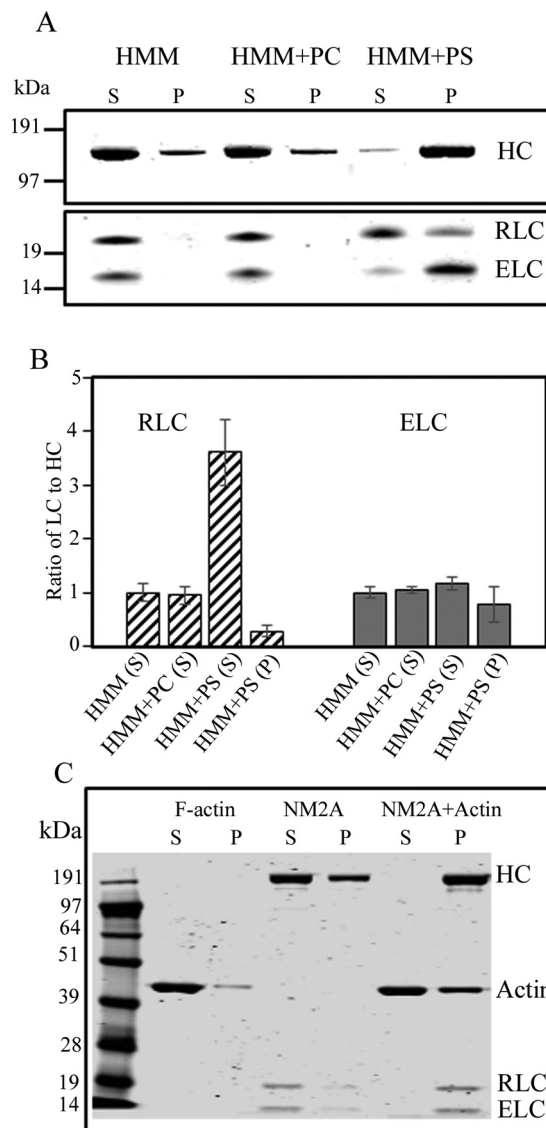 A
HMM HMM+PC HMM+PS
kDa S P S P S P
191
HC
97
RLC
19
ELC
14
B
5
RLC ELC
4
3
2
1
0
Ratio of LC to HC
HMM (S) HMM+PC (S) HMM+PS (S) HMM+PS (P) HMM (S) HMM+PC (S) HMM+PS (S) HMM+PS (P)
C
F-actin NM2A NM2A+Actin
kDa S P S P S P
191 HC
97
64
51
39 Actin
28
19 RLC
14 ELC